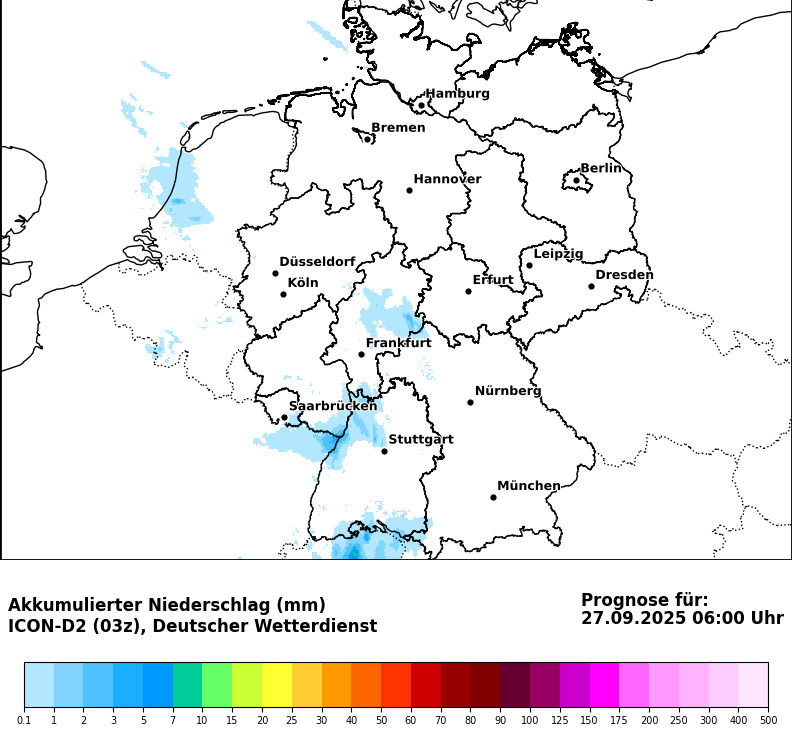 Hamburg
Bremen
Berlin
Hannover
Leipzig
Düsseldorf
Dresden
Köln
Erfurt
Frankfurt
Nürnberg
Saarbrücken
Stuttgart
München
Akkumulierter Niederschlag (mm)
ICON-D2 (03z), Deutscher Wetterdienst
Prognose für:
27.09.2025 06:00 Uhr
0.1 1 2 3 5 7 10 15 20 25 30 40 50 60 70 80 90 100 125 150 175 200 250 300 400 500